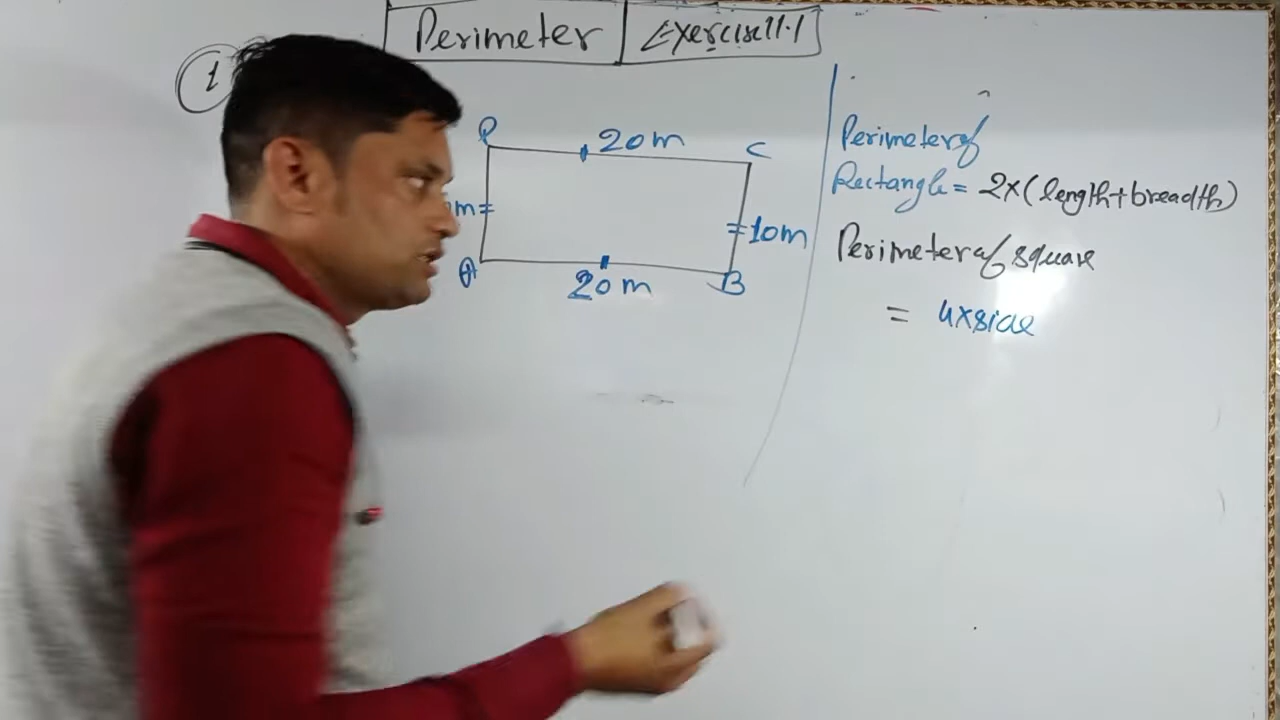 Perimeter Exercise 11.1
1
20m
C
m
10m
20m
B
Perimeter of
Rectangle = 2×(length+breadth)
Perimeter of square
= 4×side